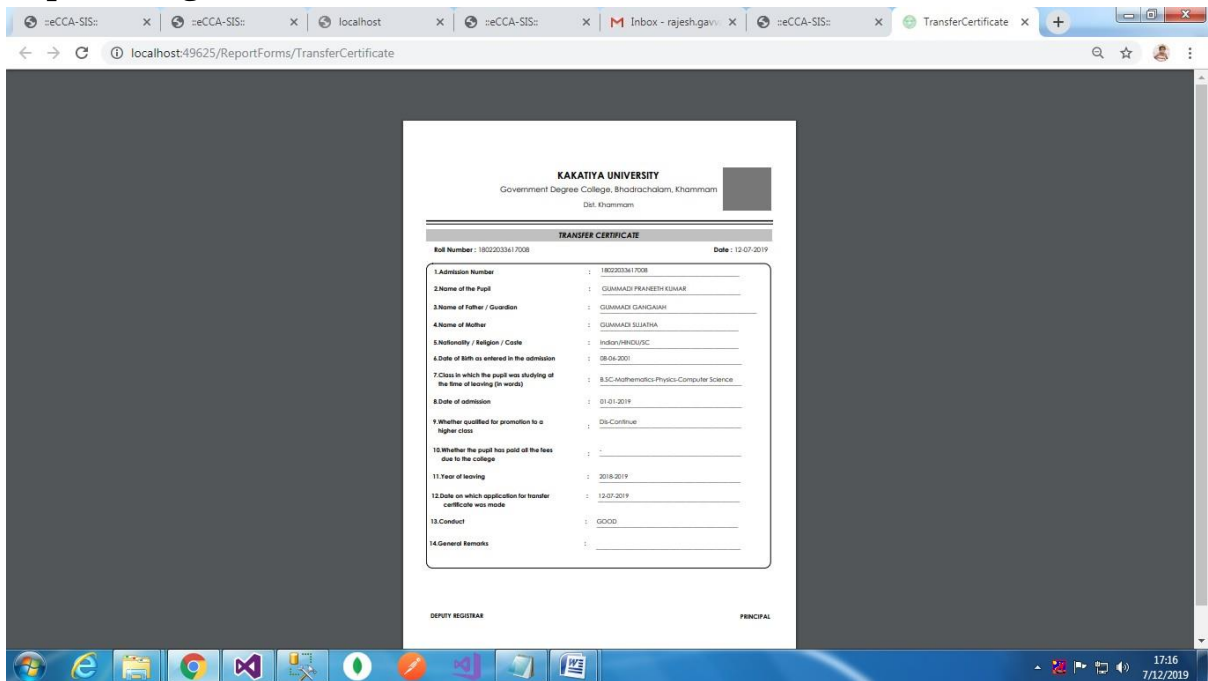 ::eCCA-SIS:: ::eCCA-SIS:: localhost ::eCCA-SIS:: Inbox - rajesh.gavv ::eCCA-SIS:: TransferCertificate
localhost:49625/ReportForms/TransferCertificate
KAKATIYA UNIVERSITY
Government Degree College, Bhadrachalam, Khammam
Dist. Khammam
TRANSFER CERTIFICATE
Roll Number : 18022033617008 Date : 12-07-2019
1.Admission Number : 18022033617008
2.Name of the Pupil : GUMMADI PRANEETH KUMAR
3.Name of Father / Guardian : GUMMADI GANGAIAH
4.Name of Mother : GUMMADI SUJATHA
5.Nationality / Religion / Caste : Indian/HINDU/SC
6.Date of Birth as entered in the admission : 08-06-2001
7.Class in which the pupil was studying at
the time of leaving (in words) : B.SC-Mathematics-Physics-Computer Science
8.Date of admission : 01-01-2019
9.Whether qualified for promotion to a
higher class : Dis-Continue
10.Whether the pupil has paid all the fees
due to the college : -
11.Year of leaving : 2018-2019
12.Date on which application for transfer
certificate was made : 12-07-2019
13.Conduct : GOOD
14.General Remarks :
DEPUTY REGISTRAR PRINCIPAL
17:16
7/12/2019